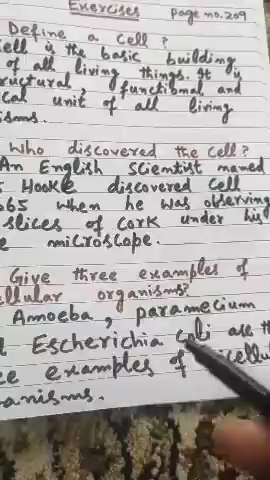 Exercises Page no.209
Define a cell?
Cell is the basic building
of all living things. It is
uctural, functional and
cal unit of all living
isms.
Who discovered the cell?
An English scientist named
s Hooke discovered cell
665 when he was observing
slices of cork under his
e microscope.
Give three examples of
llular organisms?
Amoeba, paramecium
d Escherichia coli are th
ee examples of
anisms.